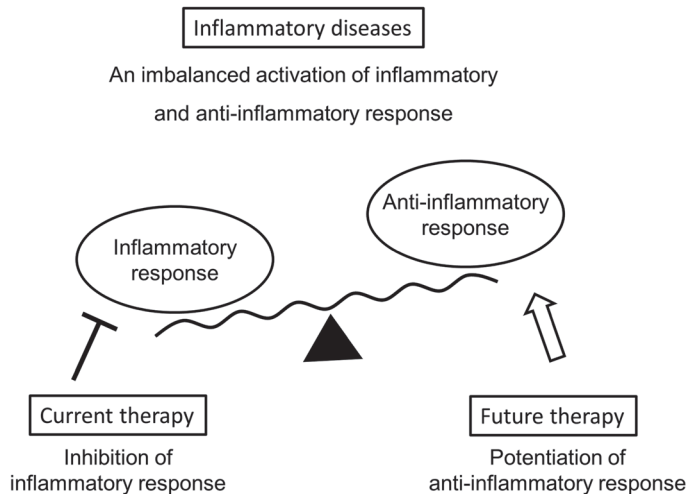 Inflammatory diseases
An imbalanced activation of inflammatory
and anti-inflammatory response
Anti-inflammatory
response
Inflammatory
response
Current therapy
Inhibition of
inflammatory response
Future therapy
Potentiation of
anti-inflammatory response